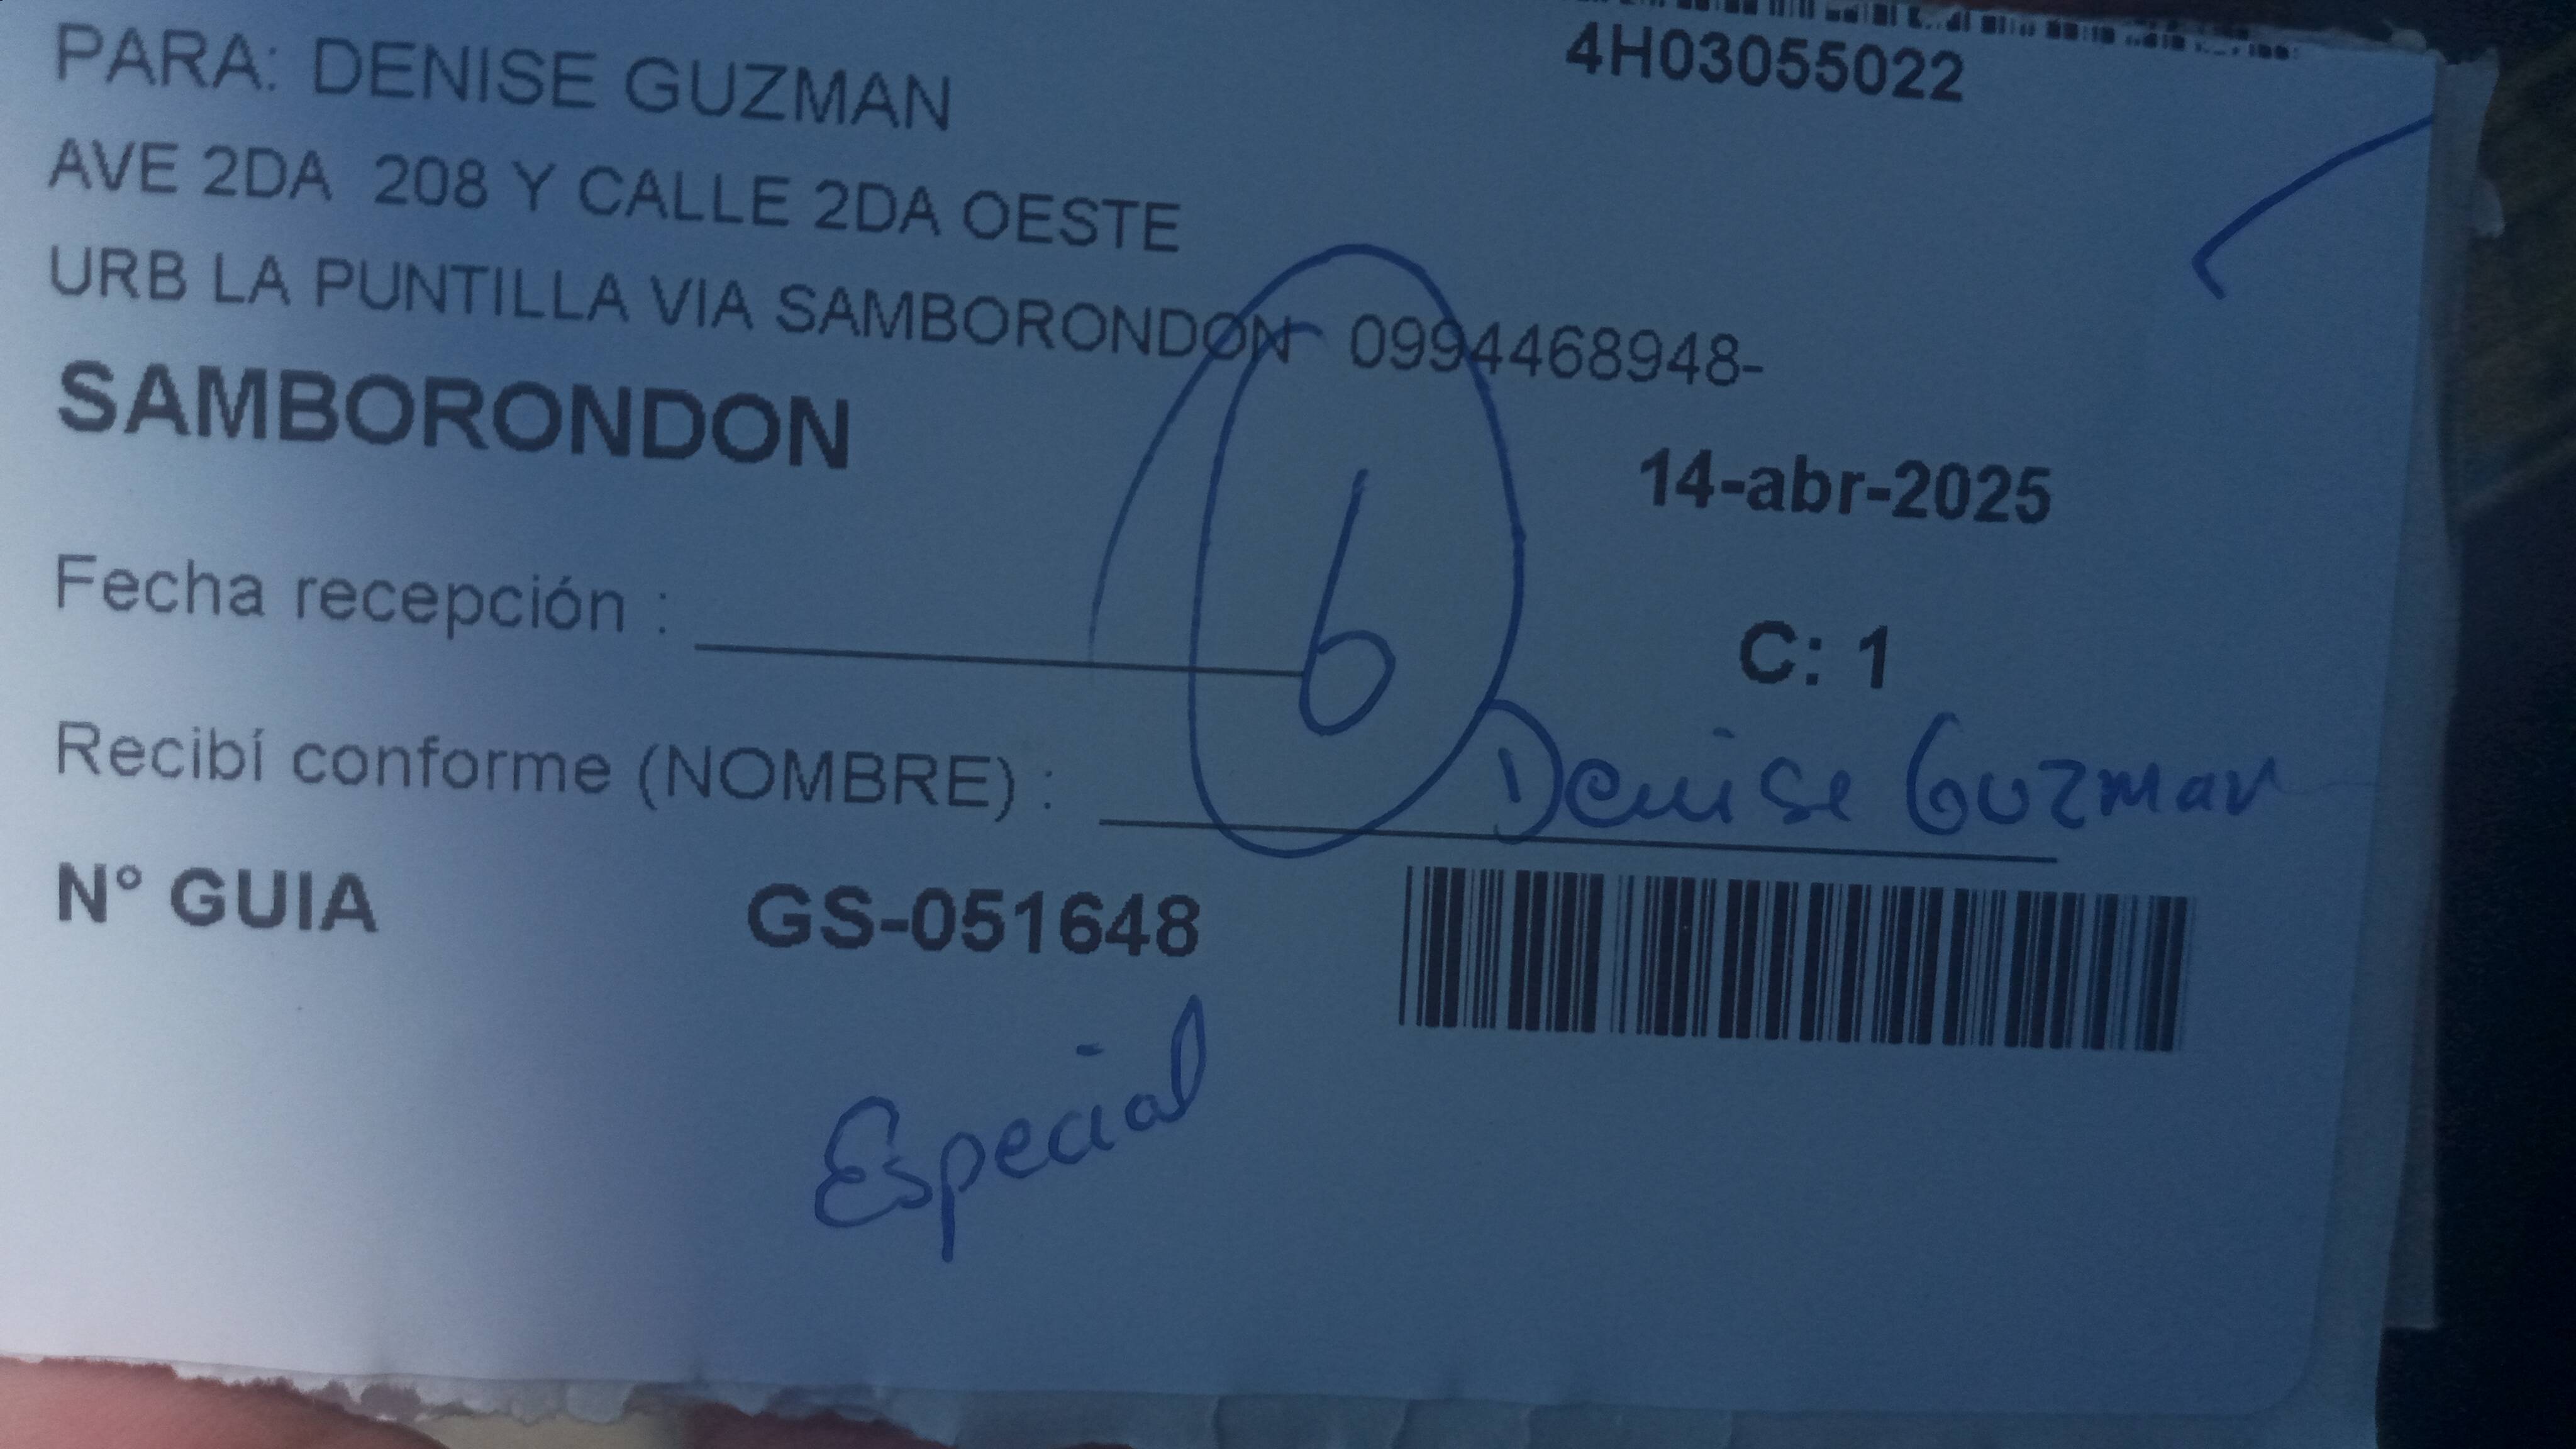 PARA: DENISE GUZMAN
4H03055022
AVE 2DA 208 Y CALLE 2DA OESTE
URB LA PUNTILLA VIA SAMBORONDON 0994468948-
SAMBORONDON
14-abr-2025
6
Fecha recepción :
C: 1
Recibí conforme (NOMBRE) : Denise Guzman
N° GUIA GS-051648
Especial